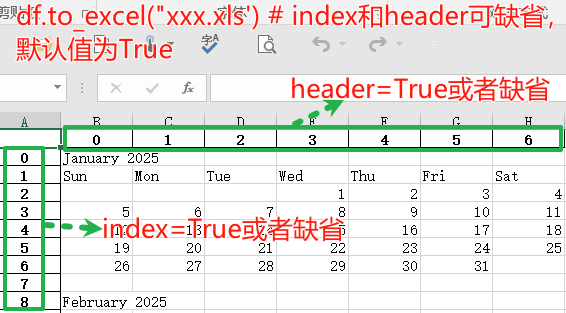 df.to_excel("xxx.xls") # index和header可缺省，
默认值为True
header=True或者缺省
A B C D E F G H
0 1 2 3 4 5 6
0 January 2025
1 Sun Mon Tue Wed Thu Fri Sat
2 1 2 3 4
3 5 6 7 8 9 10 11
index=True或者缺省
4 13 15 16 17 18
5 19 20 21 22 23 24 25
6 26 27 28 29 30 31
7
8 February 2025